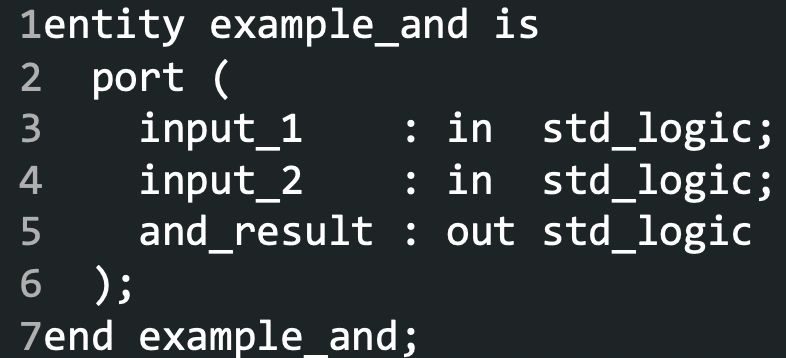 1entity example_and is
2  port (
3    input_1    : in  std_logic;
4    input_2    : in  std_logic;
5    and_result : out std_logic
6  );
7end example_and;